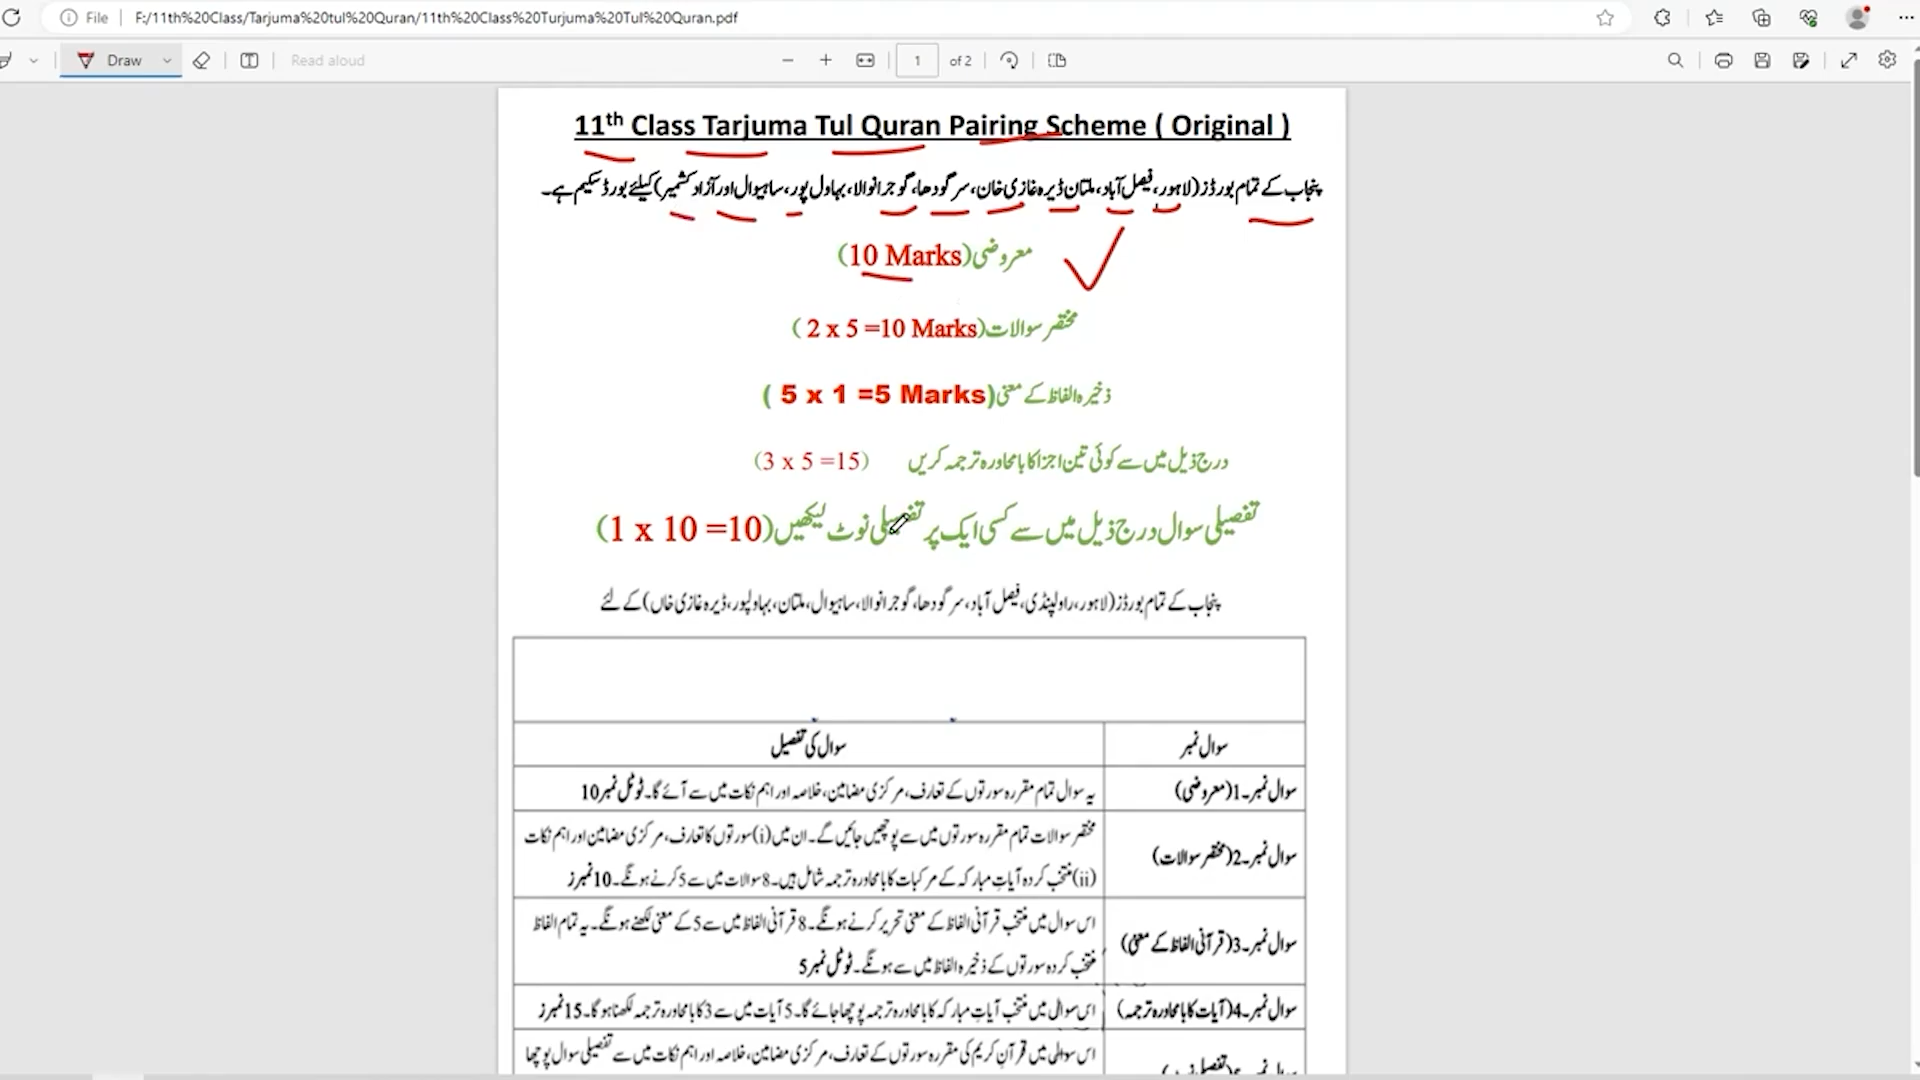 File F:/11th%20Class/Tarjuma%20tul%20Quran/11th%20Class%20Turjuma%20Tul%20Quran.pdf
Draw Read aloud 1 of 2
11th Class Tarjuma Tul Quran Pairing Scheme ( Original )
پنجاب کے تمام بورڈز (لاہور، فیصل آباد، ملتان ڈیرہ غازی خان، سرگودھا، گوجرانوالا، بہاول پور، ساہیوال اور آزاد کشمیر) کیلئے بورڈ سکیم ہے۔
معروضی (10 Marks)
مختصر سوالات (2 x 5 =10 Marks)
ذخیرہ الفاظ کے معنی (5 x 1 =5 Marks)
درج ذیل میں سے کوئی تین اجزا کا بامحاورہ ترجمہ کریں (3 x 5 =15)
تفصیلی سوال درج ذیل میں سے کسی ایک پر تفصیلی نوٹ لیکھیں (1 x 10 =10)
پنجاب کے تمام بورڈز (لاہور، راولپنڈی، فیصل آباد، سرگودھا، گوجرانوالا، ساہیوال، ملتان، بہاولپور، ڈیرہ غازی خاں) کے لئے
سوال نمبر سوال کی تفصیل
سوال نمبر۔1 (معروضی) یہ سوال تمام مقررہ سورتوں کے تعارف، مرکزی مضامین، خلاصہ اور اہم نکات میں سے آئے گا۔ ٹوٹل نمبر 10
سوال نمبر۔2 (مختصر سوالات)
مختصر سوالات تمام مقررہ سورتوں میں سے پوچھیں جائیں گے۔ ان میں (i) سورتوں کا تعارف، مرکزی مضامین اور اہم نکات
(ii) منتخب کردہ آیاتِ مبارکہ کے مرکبات کا بامحاورہ ترجمہ شامل ہیں۔ 8 سوالات میں سے 5 کرنے ہونگے۔ 10 نمبرز
سوال نمبر۔3 (قرآنی الفاظ کے معنی)
اس سوال میں منتخب قرآنی الفاظ کے معنی تحریر کرنے ہونگے۔ 8 قرآنی الفاظ میں سے 5 کے معنی لکھنے ہونگے۔ یہ تمام الفاظ
منتخب کردہ سورتوں کے ذخیرہ الفاظ میں سے ہونگے۔ ٹوٹل نمبر 5
سوال نمبر۔4 (آیات کا بامحاورہ ترجمہ) اس سوال میں منتخب آیاتِ مبارکہ کا بامحاورہ ترجمہ پوچھا جائے گا۔ 5 آیات میں سے 3 کا بامحاورہ ترجمہ لکھنا ہو گا۔ 15 نمبرز
اس سوال میں قرآنِ کریم کی مقررہ سورتوں کے تعارف، مرکزی مضامین، خلاصہ اور اہم نکات میں سے تفصیلی سوال پوچھا